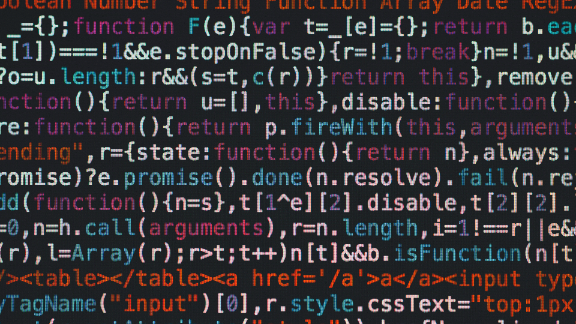 oolean Number String Function Array Date RegE
_={};function F(e){var t=_[e]={};return b.eac
t[1])===!1&&e.stopOnFalse){r=!1;break}n=!1,u&
?o=u.length:r&&(s=t,c(r))}return this},remove
nction(){return u=[],this},disable:function()
re:function(){return p.fireWith(this,arguments
ending",r={state:function(){return n},always:
romise)?e.promise().done(n.resolve).fail(n.re
dd(function(){n=s},t[1^e][2].disable,t[2][2].
=0,n=h.call(arguments),r=n.length,i=1!==r||e&
(r),l=Array(r);r>t;t++)n[t]&&b.isFunction(n[t
/><table></table><a href='/a'>a</a><input typ
yTagName("input")[0],r.style.cssText="top:1px